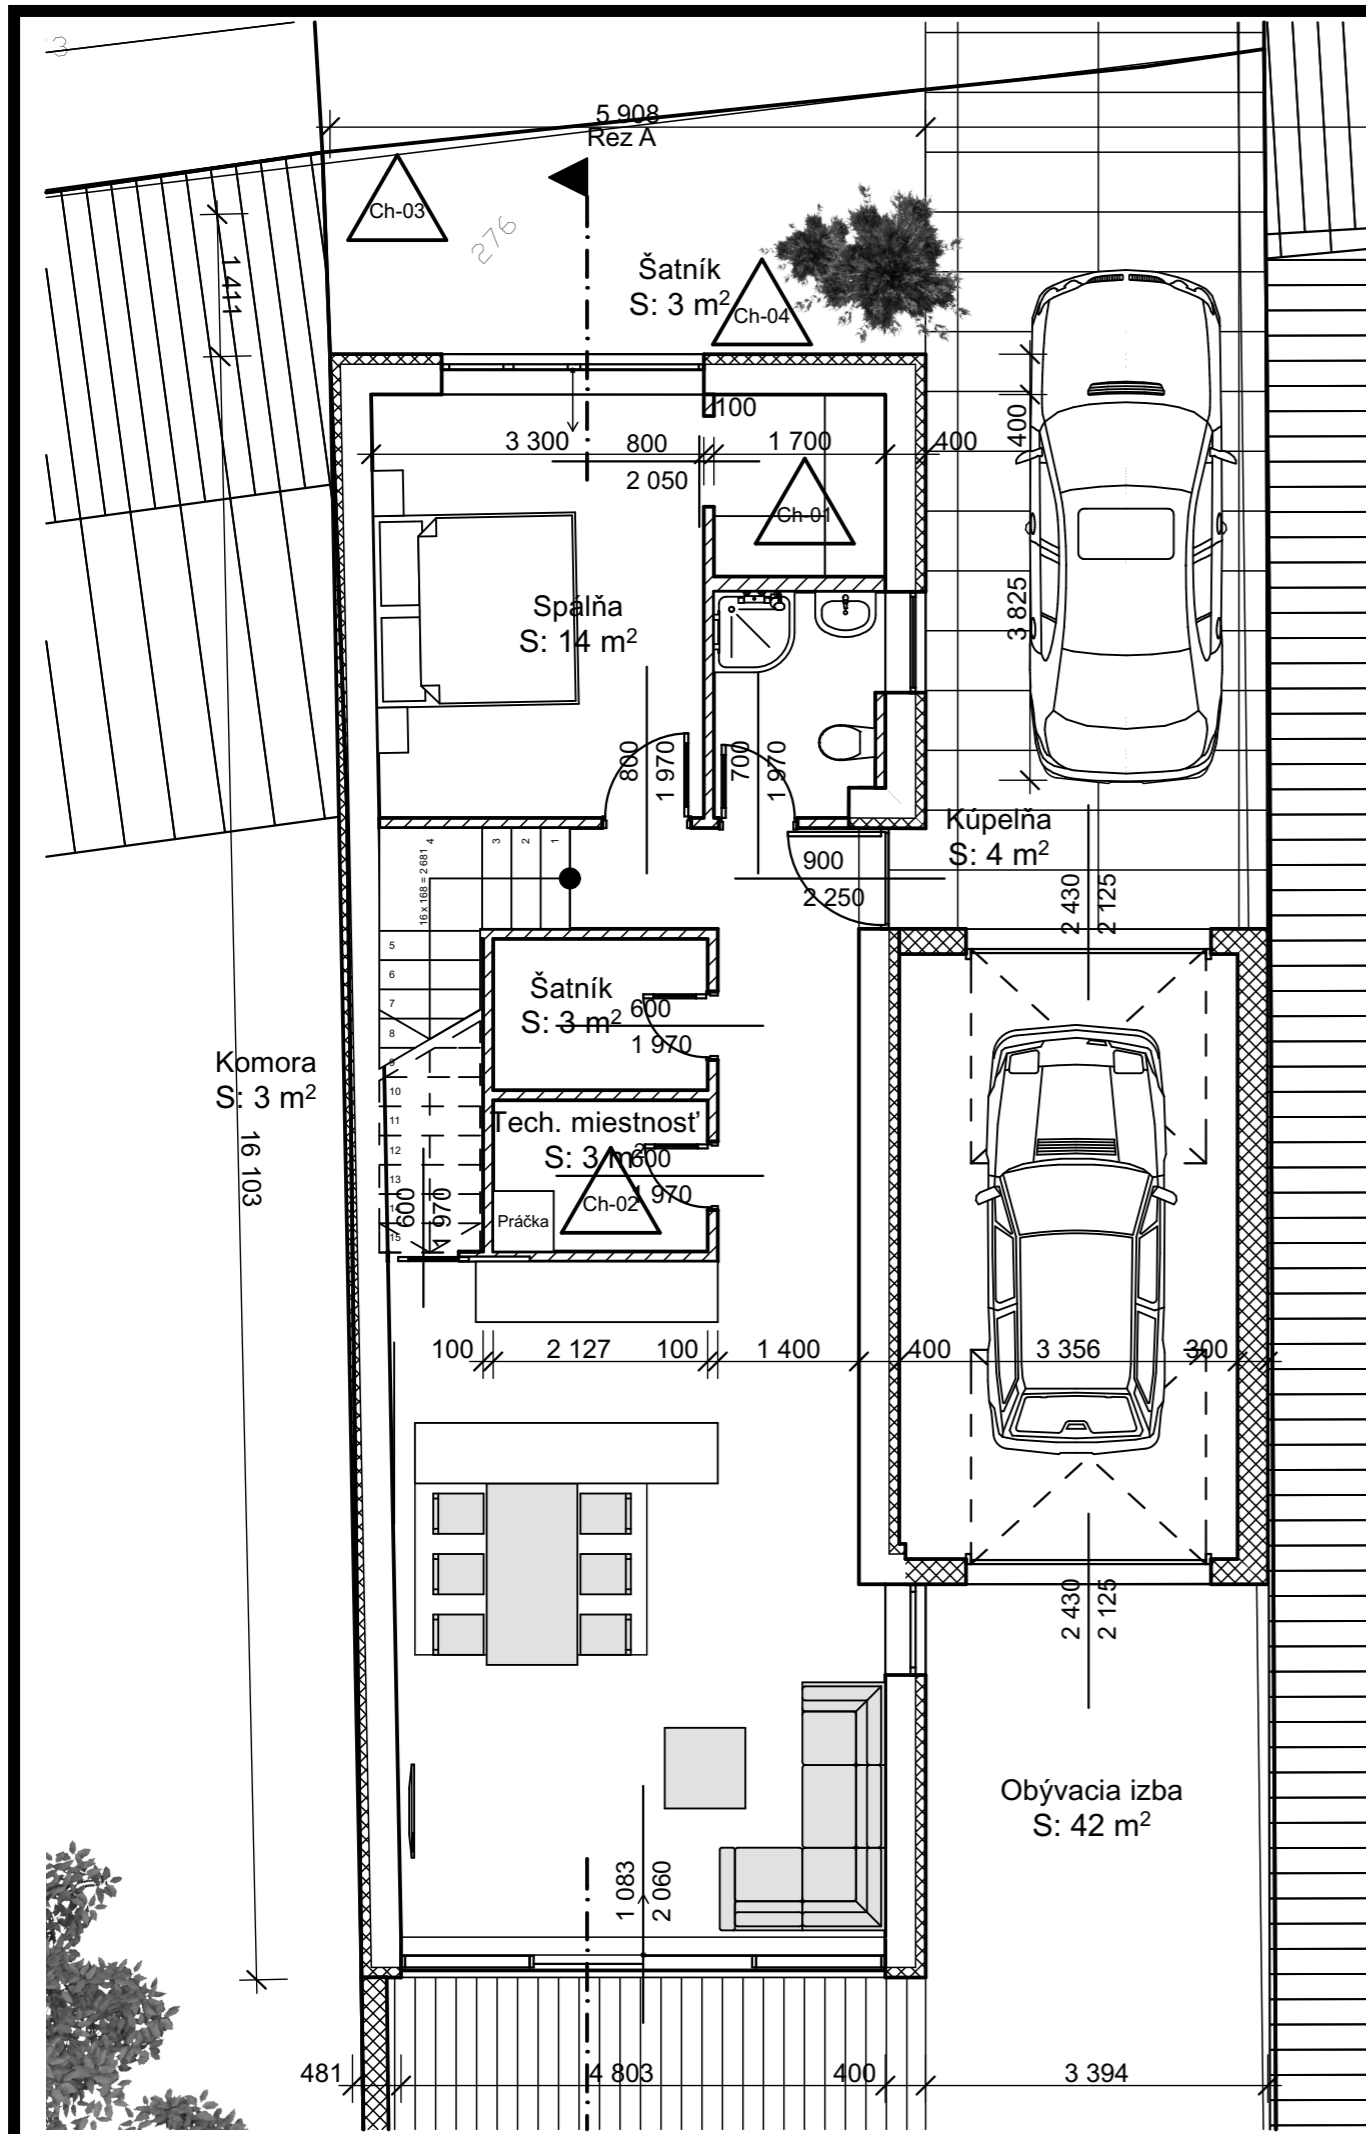 3
5 908
Rez A
Ch-03
276
1 411
Šatník
S: 3 m²
Ch-04
100
3 300
800
1 700
400
2 050
400
Ch-01
3 825
Spálňa
S: 14 m²
800
1 970
700
1 970
Kúpelňa
S: 4 m²
900
2 250
2 430
2 125
16 x 168 = 2 681
4
3
2
1
5
6
7
8
9
10
11
12
13
14
15
Šatník
S: 3 m²
600
1 970
Komora
S: 3 m²
Tech. miestnosť
S: 3 m²
600
1 970
Ch-02
Práčka
600
1 970
16 103
100
2 127
100
1 400
400
3 356
300
2 430
2 125
Obývacia izba
S: 42 m²
1 083
2 060
481
4 803
400
3 394